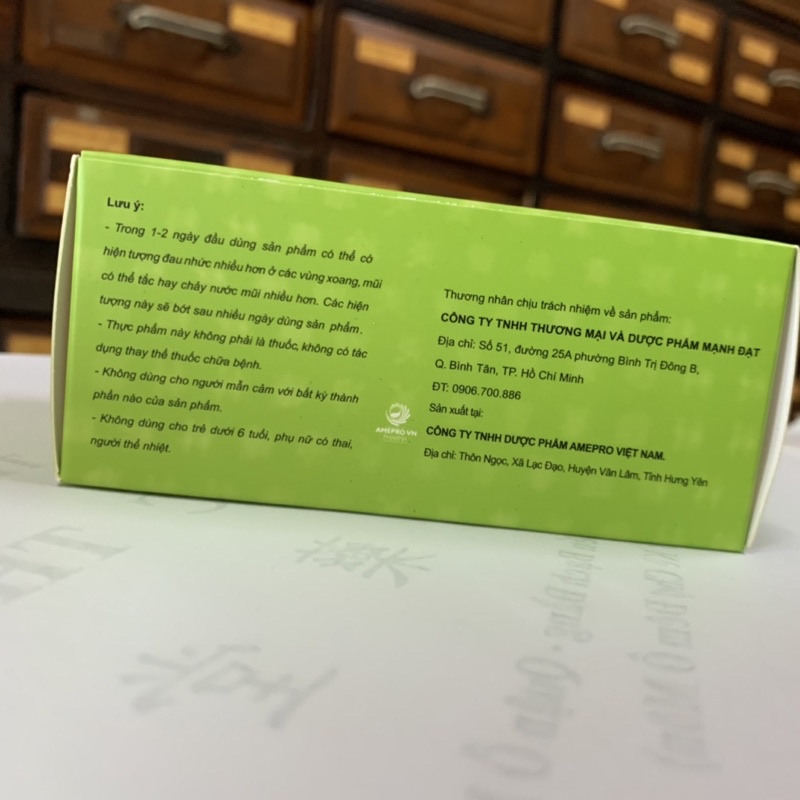 Lưu ý:
- Trong 1-2 ngày đầu dùng sản phẩm có thể có
hiện tượng đau nhức nhiều hơn ở các vùng xoang, mũi
có thể tắc hay chảy nước mũi nhiều hơn. Các hiện
tượng này sẽ bớt sau nhiều ngày dùng sản phẩm.
- Thực phẩm này không phải là thuốc, không có tác
dụng thay thế thuốc chữa bệnh.
- Không dùng cho người mẫn cảm với bất kỳ thành
phần nào của sản phẩm.
- Không dùng cho trẻ dưới 6 tuổi, phụ nữ có thai,
người thể nhiệt.
AMEPRO VN
Thương nhân chịu trách nhiệm về sản phẩm:
CÔNG TY TNHH THƯƠNG MẠI VÀ DƯỢC PHẨM MẠNH ĐẠT
Địa chỉ: Số 51, đường 25A phường Bình Trị Đông B,
Q. Bình Tân, TP. Hồ Chí Minh
ĐT: 0906.700.886
Sản xuất tại:
CÔNG TY TNHH DƯỢC PHẨM AMEPRO VIỆT NAM.
Địa chỉ: Thôn Ngọc, Xã Lạc Đạo, Huyện Văn Lâm, Tỉnh Hưng Yên